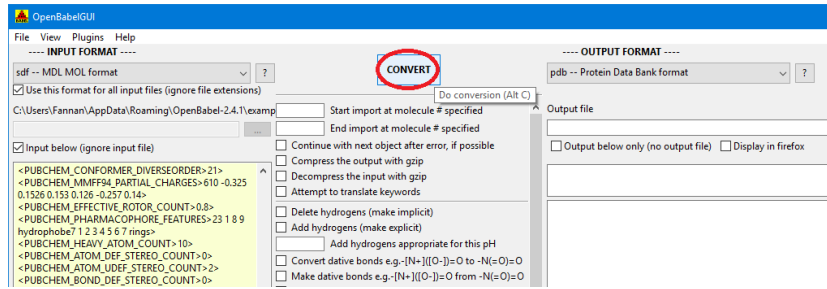 OpenBabelGUI
File View Plugins Help
---- INPUT FORMAT ----
sdf -- MDL MOL format
?
Use this format for all input files (ignore file extensions)
C:\Users\Fannan\AppData\Roaming\OpenBabel-2.4.1\examp
...
Input below (ignore input file)
<PUBCHEM_CONFORMER_DIVERSEORDER>21>
<PUBCHEM_MMFF94_PARTIAL_CHARGES>610 -0.325
0.1526 0.153 0.126 -0.257 0.14>
<PUBCHEM_EFFECTIVE_ROTOR_COUNT>0.8>
<PUBCHEM_PHARMACOPHORE_FEATURES>23 1 8 9
hydrophobe7 1 2 3 4 5 6 7 rings>
<PUBCHEM_HEAVY_ATOM_COUNT>10>
<PUBCHEM_ATOM_DEF_STEREO_COUNT>0>
<PUBCHEM_ATOM_UDEF_STEREO_COUNT>2>
<PUBCHEM_BOND_DEF_STEREO_COUNT>0>
CONVERT
Do conversion (Alt C)
Start import at molecule # specified
End import at molecule # specified
Continue with next object after error, if possible
Compress the output with gzip
Decompress the input with gzip
Attempt to translate keywords
Delete hydrogens (make implicit)
Add hydrogens (make explicit)
Add hydrogens appropriate for this pH
Convert dative bonds e.g.-[N+]([O-])=O to -N(=O)=O
Make dative bonds e.g.-[N+]([O-])=O from -N(=O)=O
---- OUTPUT FORMAT ----
pdb -- Protein Data Bank format
?
Output file
Output below only (no output file) Display in firefox